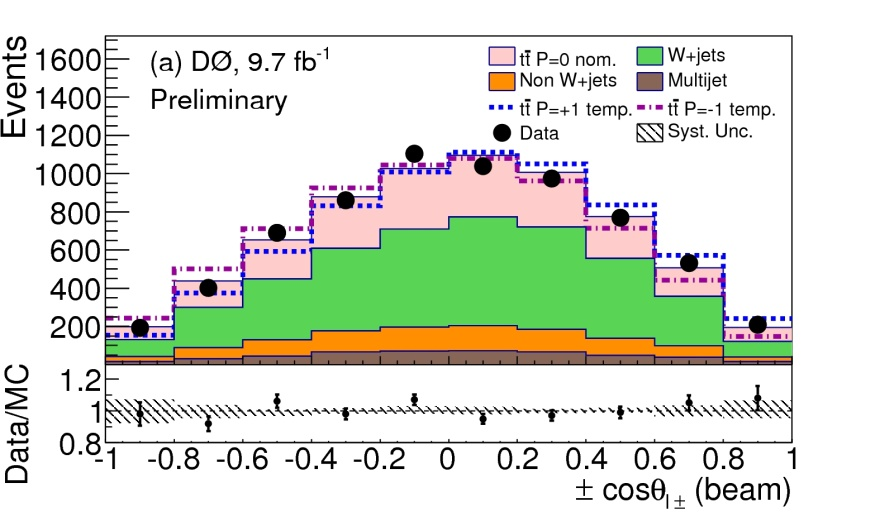 (a) DØ, 9.7 fb-1
Preliminary
tt̄ P=0 nom.
W+jets
Non W+jets
Multijet
tt̄ P=+1 temp.
tt̄ P=-1 temp.
Data
Syst. Unc.
Events
1600
1400
1200
1000
800
600
400
200
Data/MC
1.2
1
0.8
-1 -0.8 -0.6 -0.4 -0.2 0 0.2 0.4 0.6 0.8 1
± cosθl± (beam)